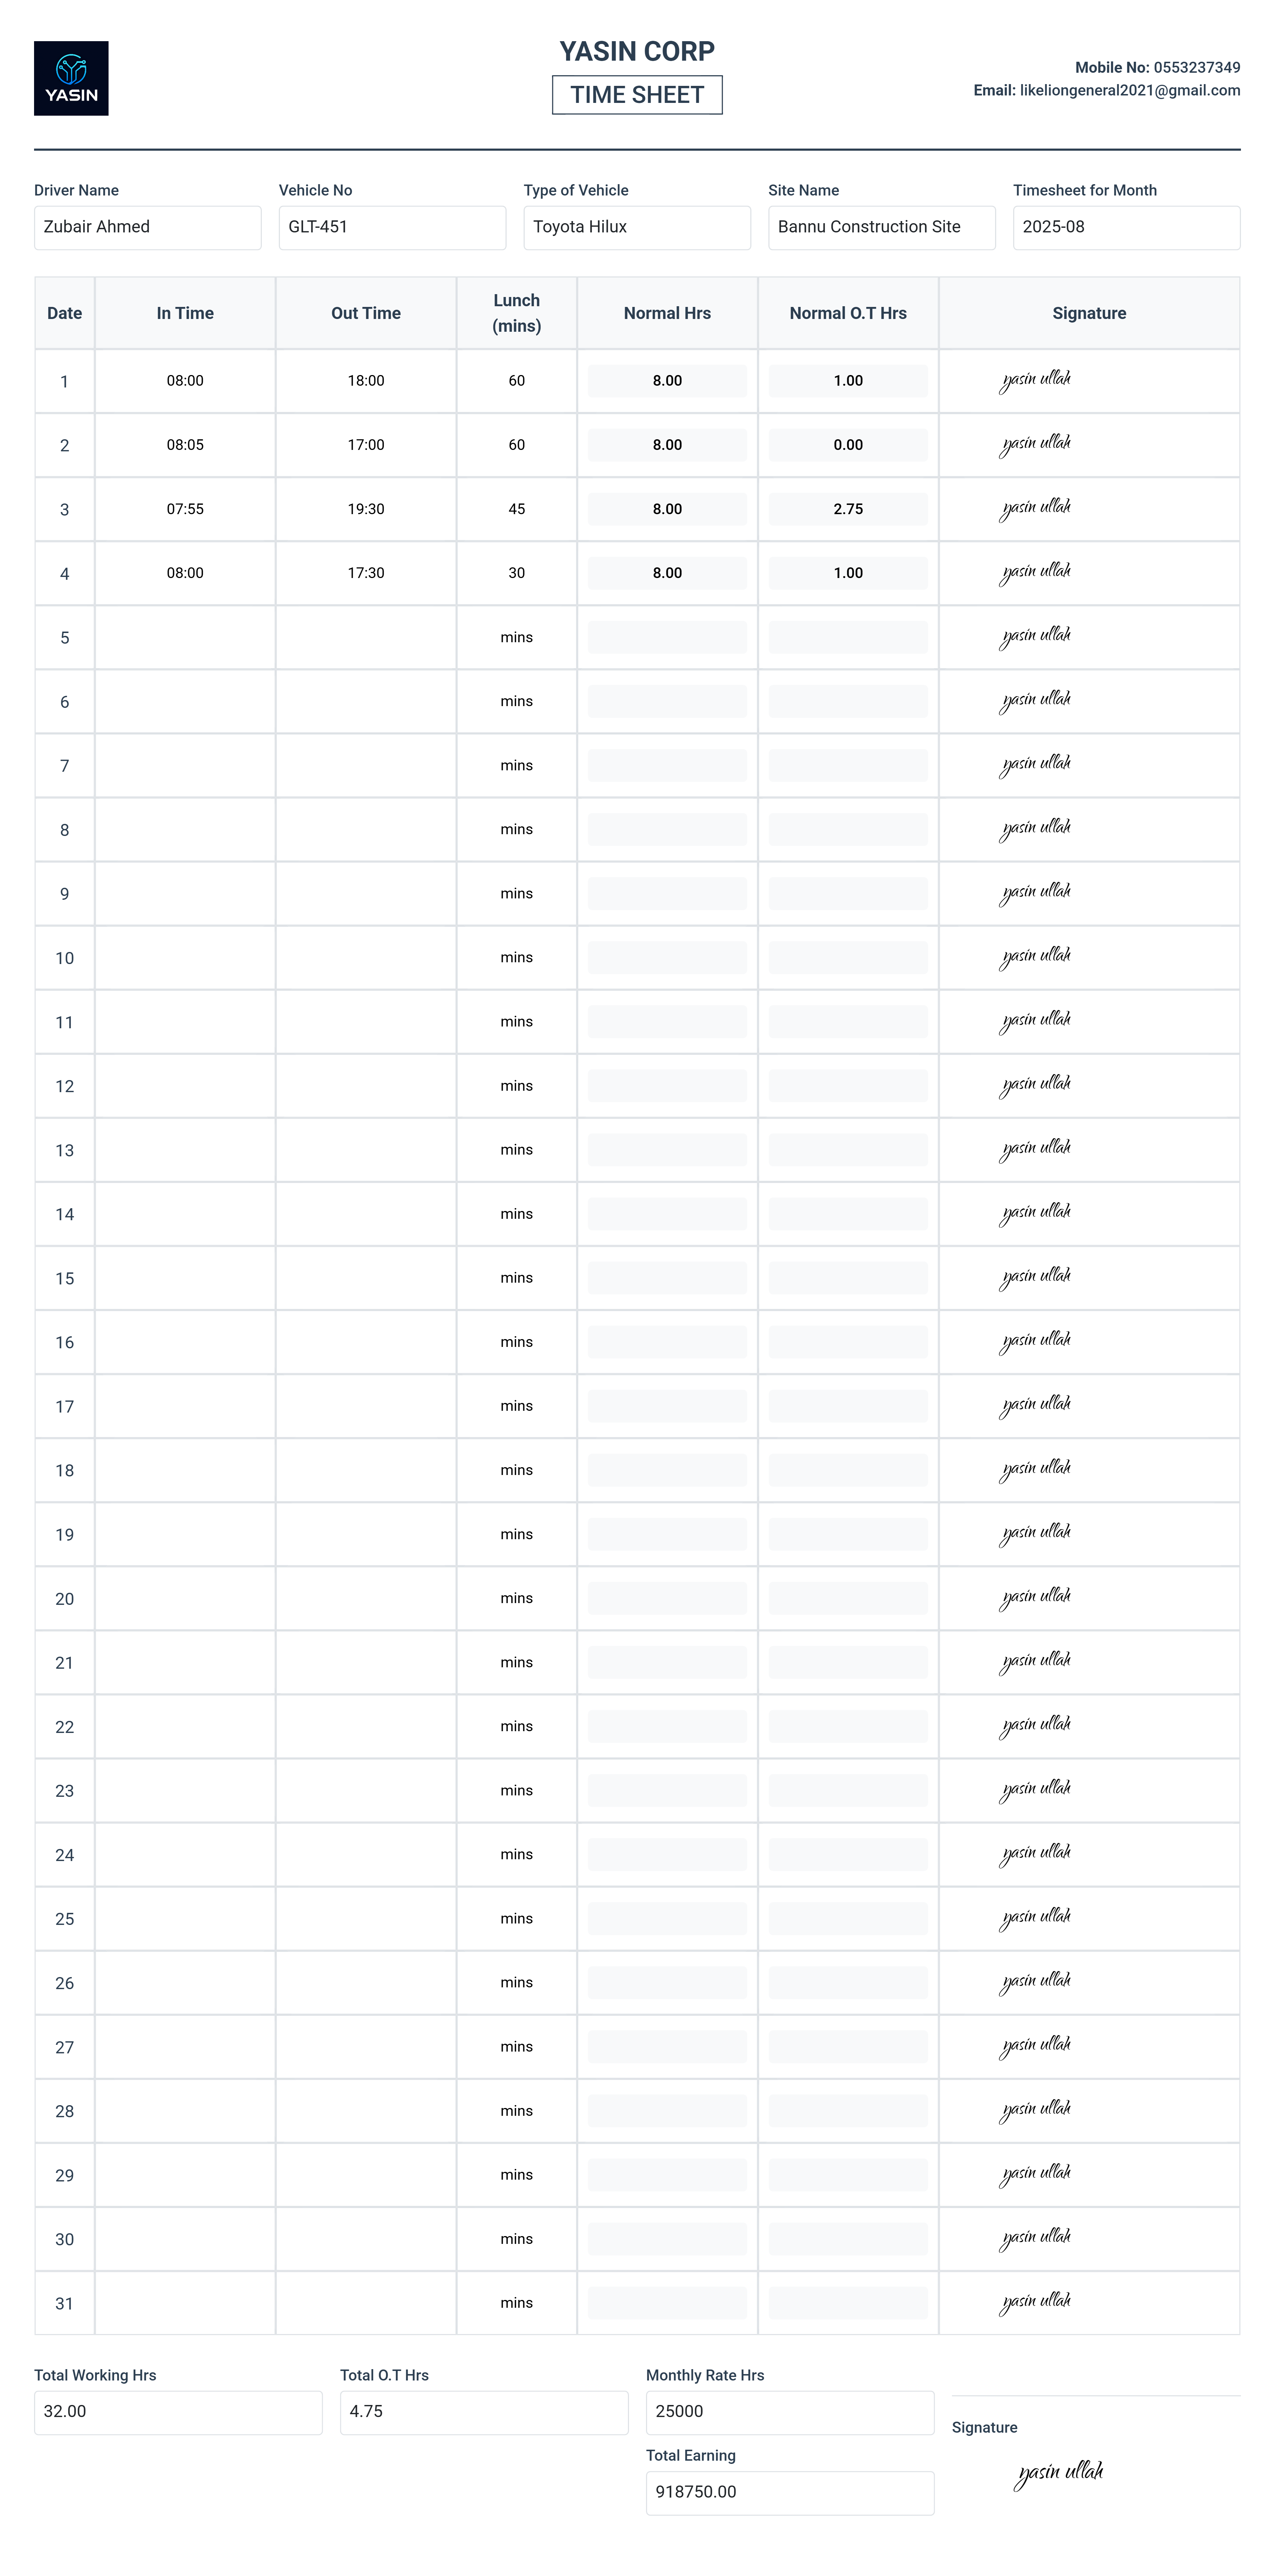 YASIN
YASIN CORP
TIME SHEET
Mobile No: 0553237349
Email: likeliongeneral2021@gmail.com
Driver Name Vehicle No Type of Vehicle Site Name Timesheet for Month
Zubair Ahmed GLT-451 Toyota Hilux Bannu Construction Site 2025-08
Date In Time Out Time Lunch (mins) Normal Hrs Normal O.T Hrs Signature
1 08:00 18:00 60 8.00 1.00 yasin ullah
2 08:05 17:00 60 8.00 0.00 yasin ullah
3 07:55 19:30 45 8.00 2.75 yasin ullah
4 08:00 17:30 30 8.00 1.00 yasin ullah
5 mins yasin ullah
6 mins yasin ullah
7 mins yasin ullah
8 mins yasin ullah
9 mins yasin ullah
10 mins yasin ullah
11 mins yasin ullah
12 mins yasin ullah
13 mins yasin ullah
14 mins yasin ullah
15 mins yasin ullah
16 mins yasin ullah
17 mins yasin ullah
18 mins yasin ullah
19 mins yasin ullah
20 mins yasin ullah
21 mins yasin ullah
22 mins yasin ullah
23 mins yasin ullah
24 mins yasin ullah
25 mins yasin ullah
26 mins yasin ullah
27 mins yasin ullah
28 mins yasin ullah
29 mins yasin ullah
30 mins yasin ullah
31 mins yasin ullah
Total Working Hrs Total O.T Hrs Monthly Rate Hrs
32.00 4.75 25000
Signature
Total Earning
yasin ullah
918750.00